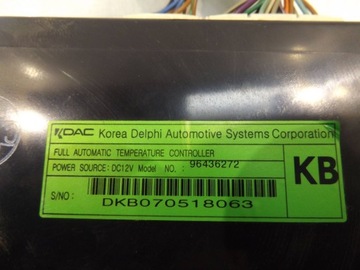 KDAC Korea Delphi Automotive Systems Corporation
FULL AUTOMATIC TEMPERATURE CONTROLLER
POWER SOURCE: DC12V Model NO. : 96436272
KB
S/NO :
DKB070518063